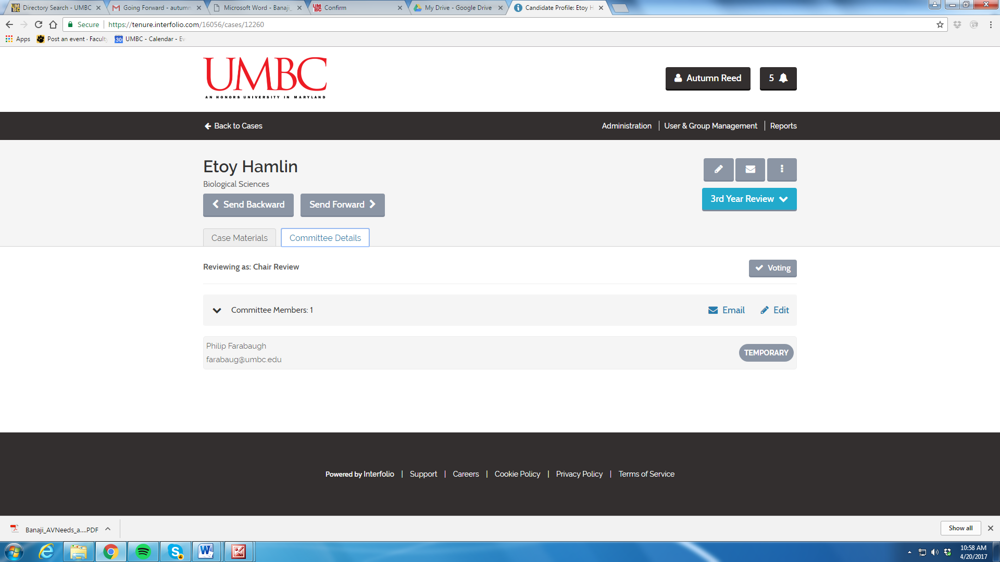 Directory Search - UMBC
Going Forward - autumn
Microsoft Word - Banaji_
Confirm
My Drive - Google Drive
Candidate Profile: Etoy H
Secure
https://tenure.interfolio.com/16056/cases/12260
Apps
Post an event · Facult
30
UMBC - Calendar - Ev
UMBC
AN HONORS UNIVERSITY IN MARYLAND
Autumn Reed
5
Back to Cases
Administration
User & Group Management
Reports
Etoy Hamlin
Biological Sciences
Send Backward
Send Forward
3rd Year Review
Case Materials
Committee Details
Reviewing as: Chair Review
Voting
Committee Members: 1
Email
Edit
Philip Farabaugh
farabaug@umbc.edu
TEMPORARY
Powered by Interfolio | Support | Careers | Cookie Policy | Privacy Policy | Terms of Service
Banaji_AVNeeds_a....PDF
Show all
4
10:58 AM
4/20/2017